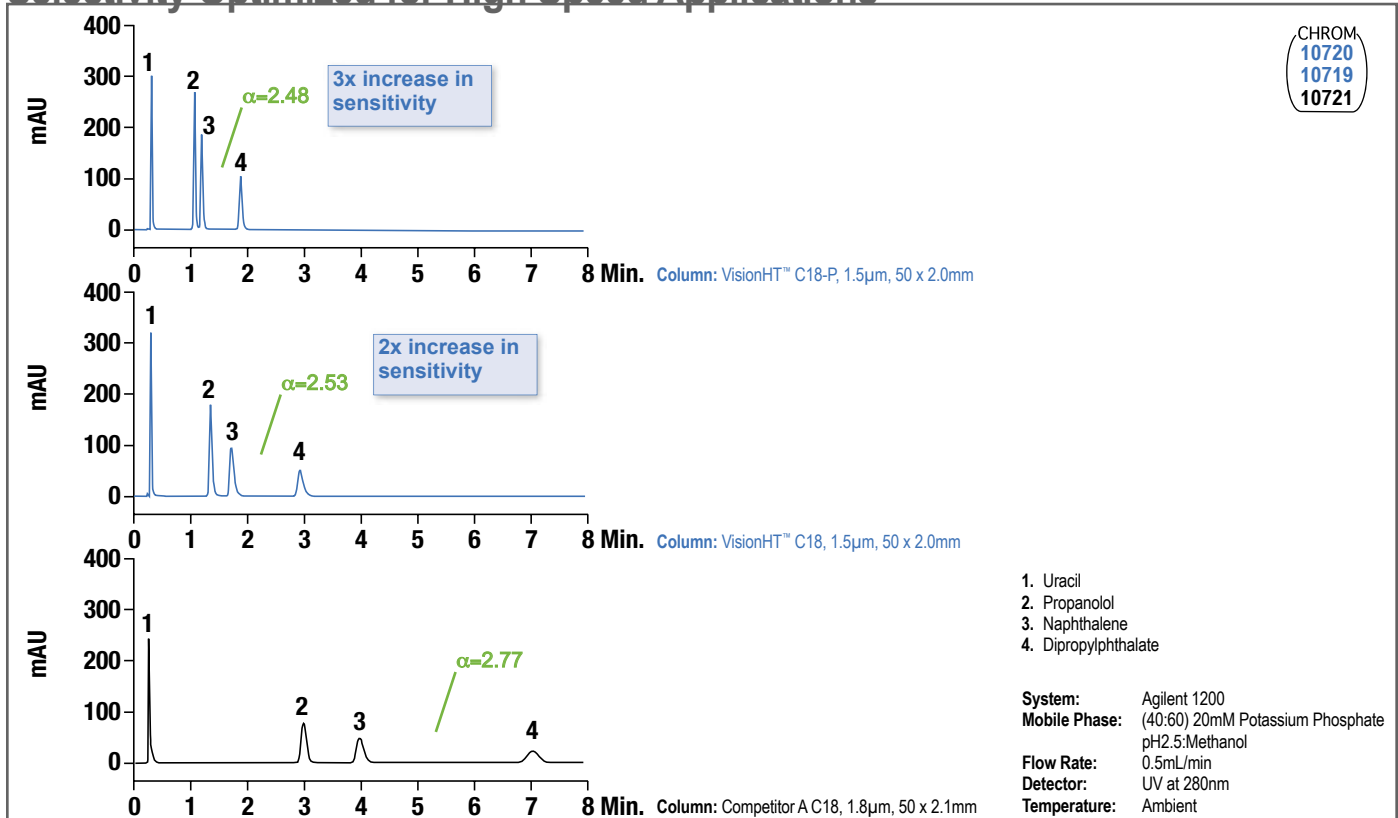 Selectivity Optimized for High Speed Applications
CHROM
10720
10719
10721
400
300
200
100
0
mAU
1
2
3
4
α=2.48
3x increase in
sensitivity
0 1 2 3 4 5 6 7 8 Min.
Column: VisionHT™ C18-P, 1.5µm, 50 x 2.0mm
400
300
200
100
0
mAU
1
2
3
4
α=2.53
2x increase in
sensitivity
0 1 2 3 4 5 6 7 8 Min.
Column: VisionHT™ C18, 1.5µm, 50 x 2.0mm
400
300
200
100
0
mAU
1
2
3
4
α=2.77
0 1 2 3 4 5 6 7 8 Min.
Column: Competitor A C18, 1.8µm, 50 x 2.1mm
1. Uracil
2. Propanolol
3. Naphthalene
4. Dipropylphthalate
System: Agilent 1200
Mobile Phase: (40:60) 20mM Potassium Phosphate
pH2.5:Methanol
Flow Rate: 0.5mL/min
Detector: UV at 280nm
Temperature: Ambient